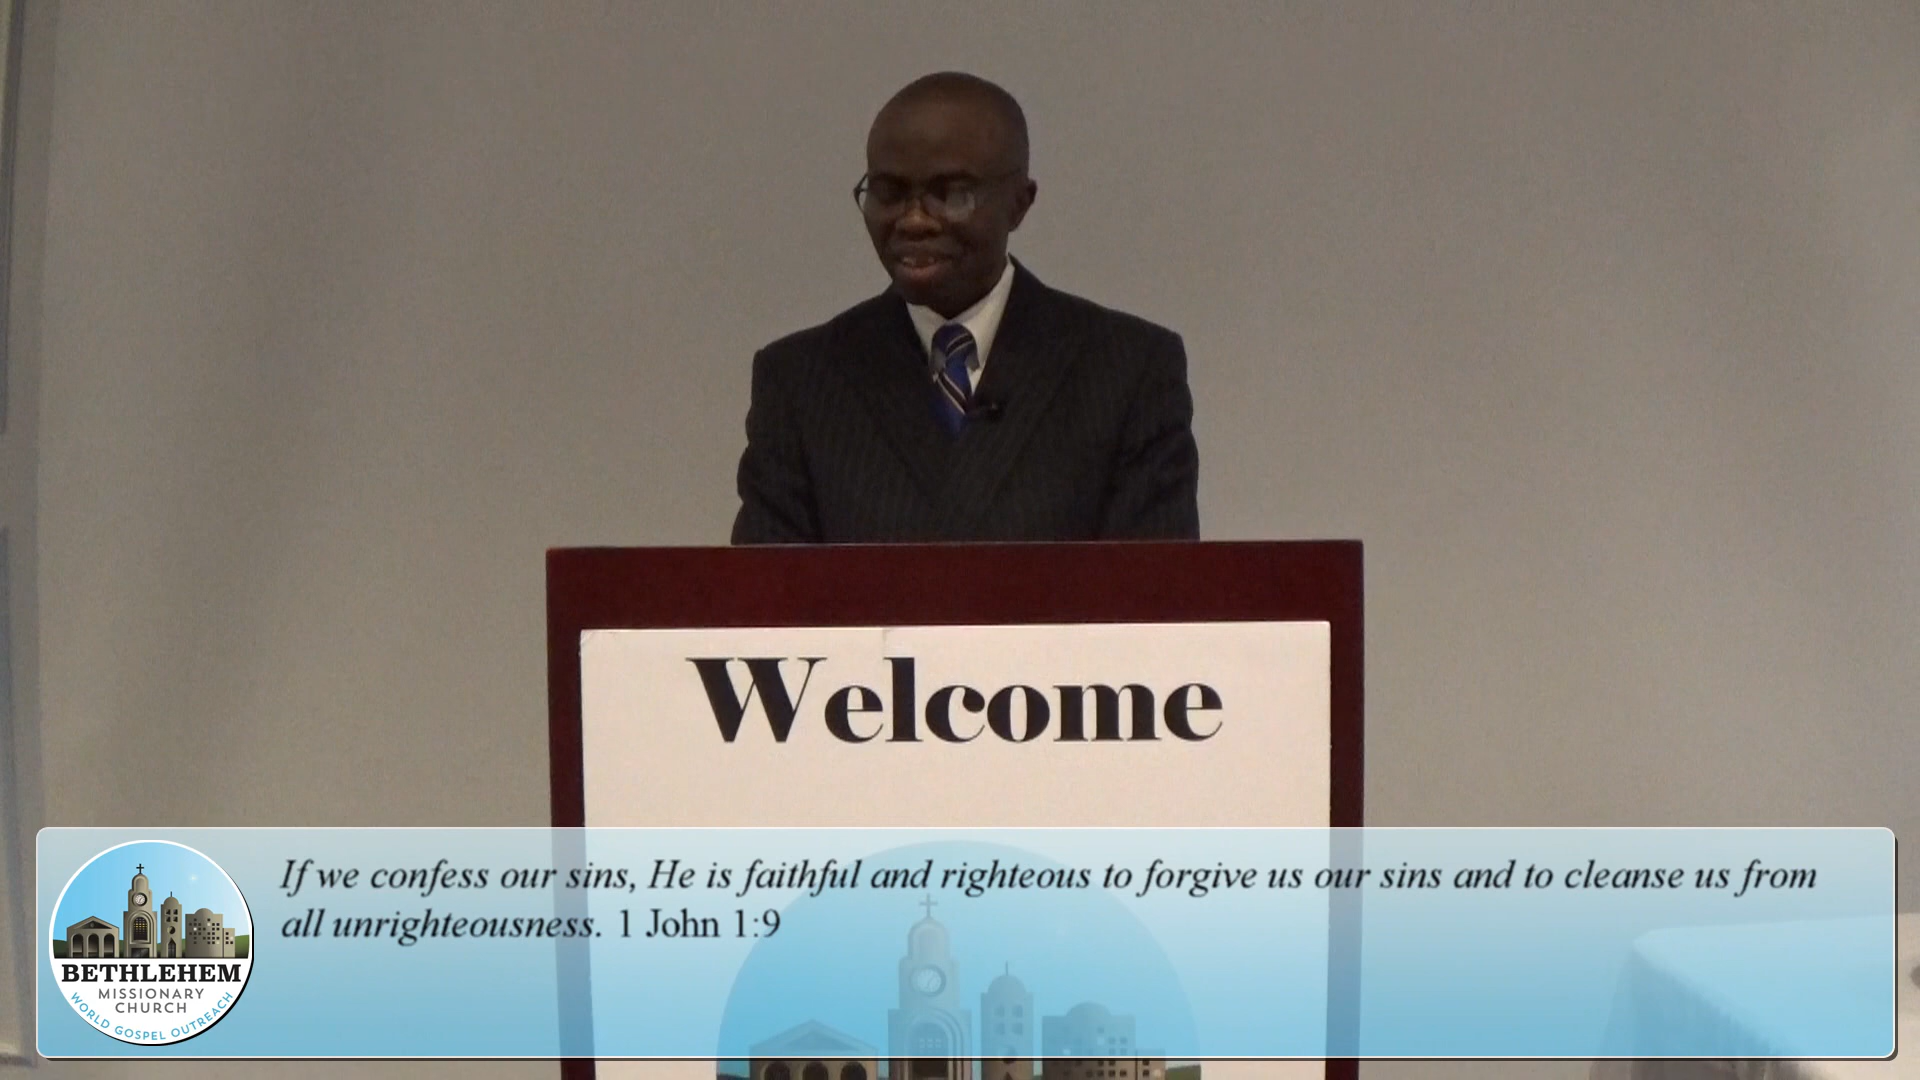 Welcome
If we confess our sins, He is faithful and righteous to forgive us our sins and to cleanse us from
all unrighteousness. 1 John 1:9
BETHLEHEM
MISSIONARY
CHURCH
WORLD GOSPEL OUTREACH